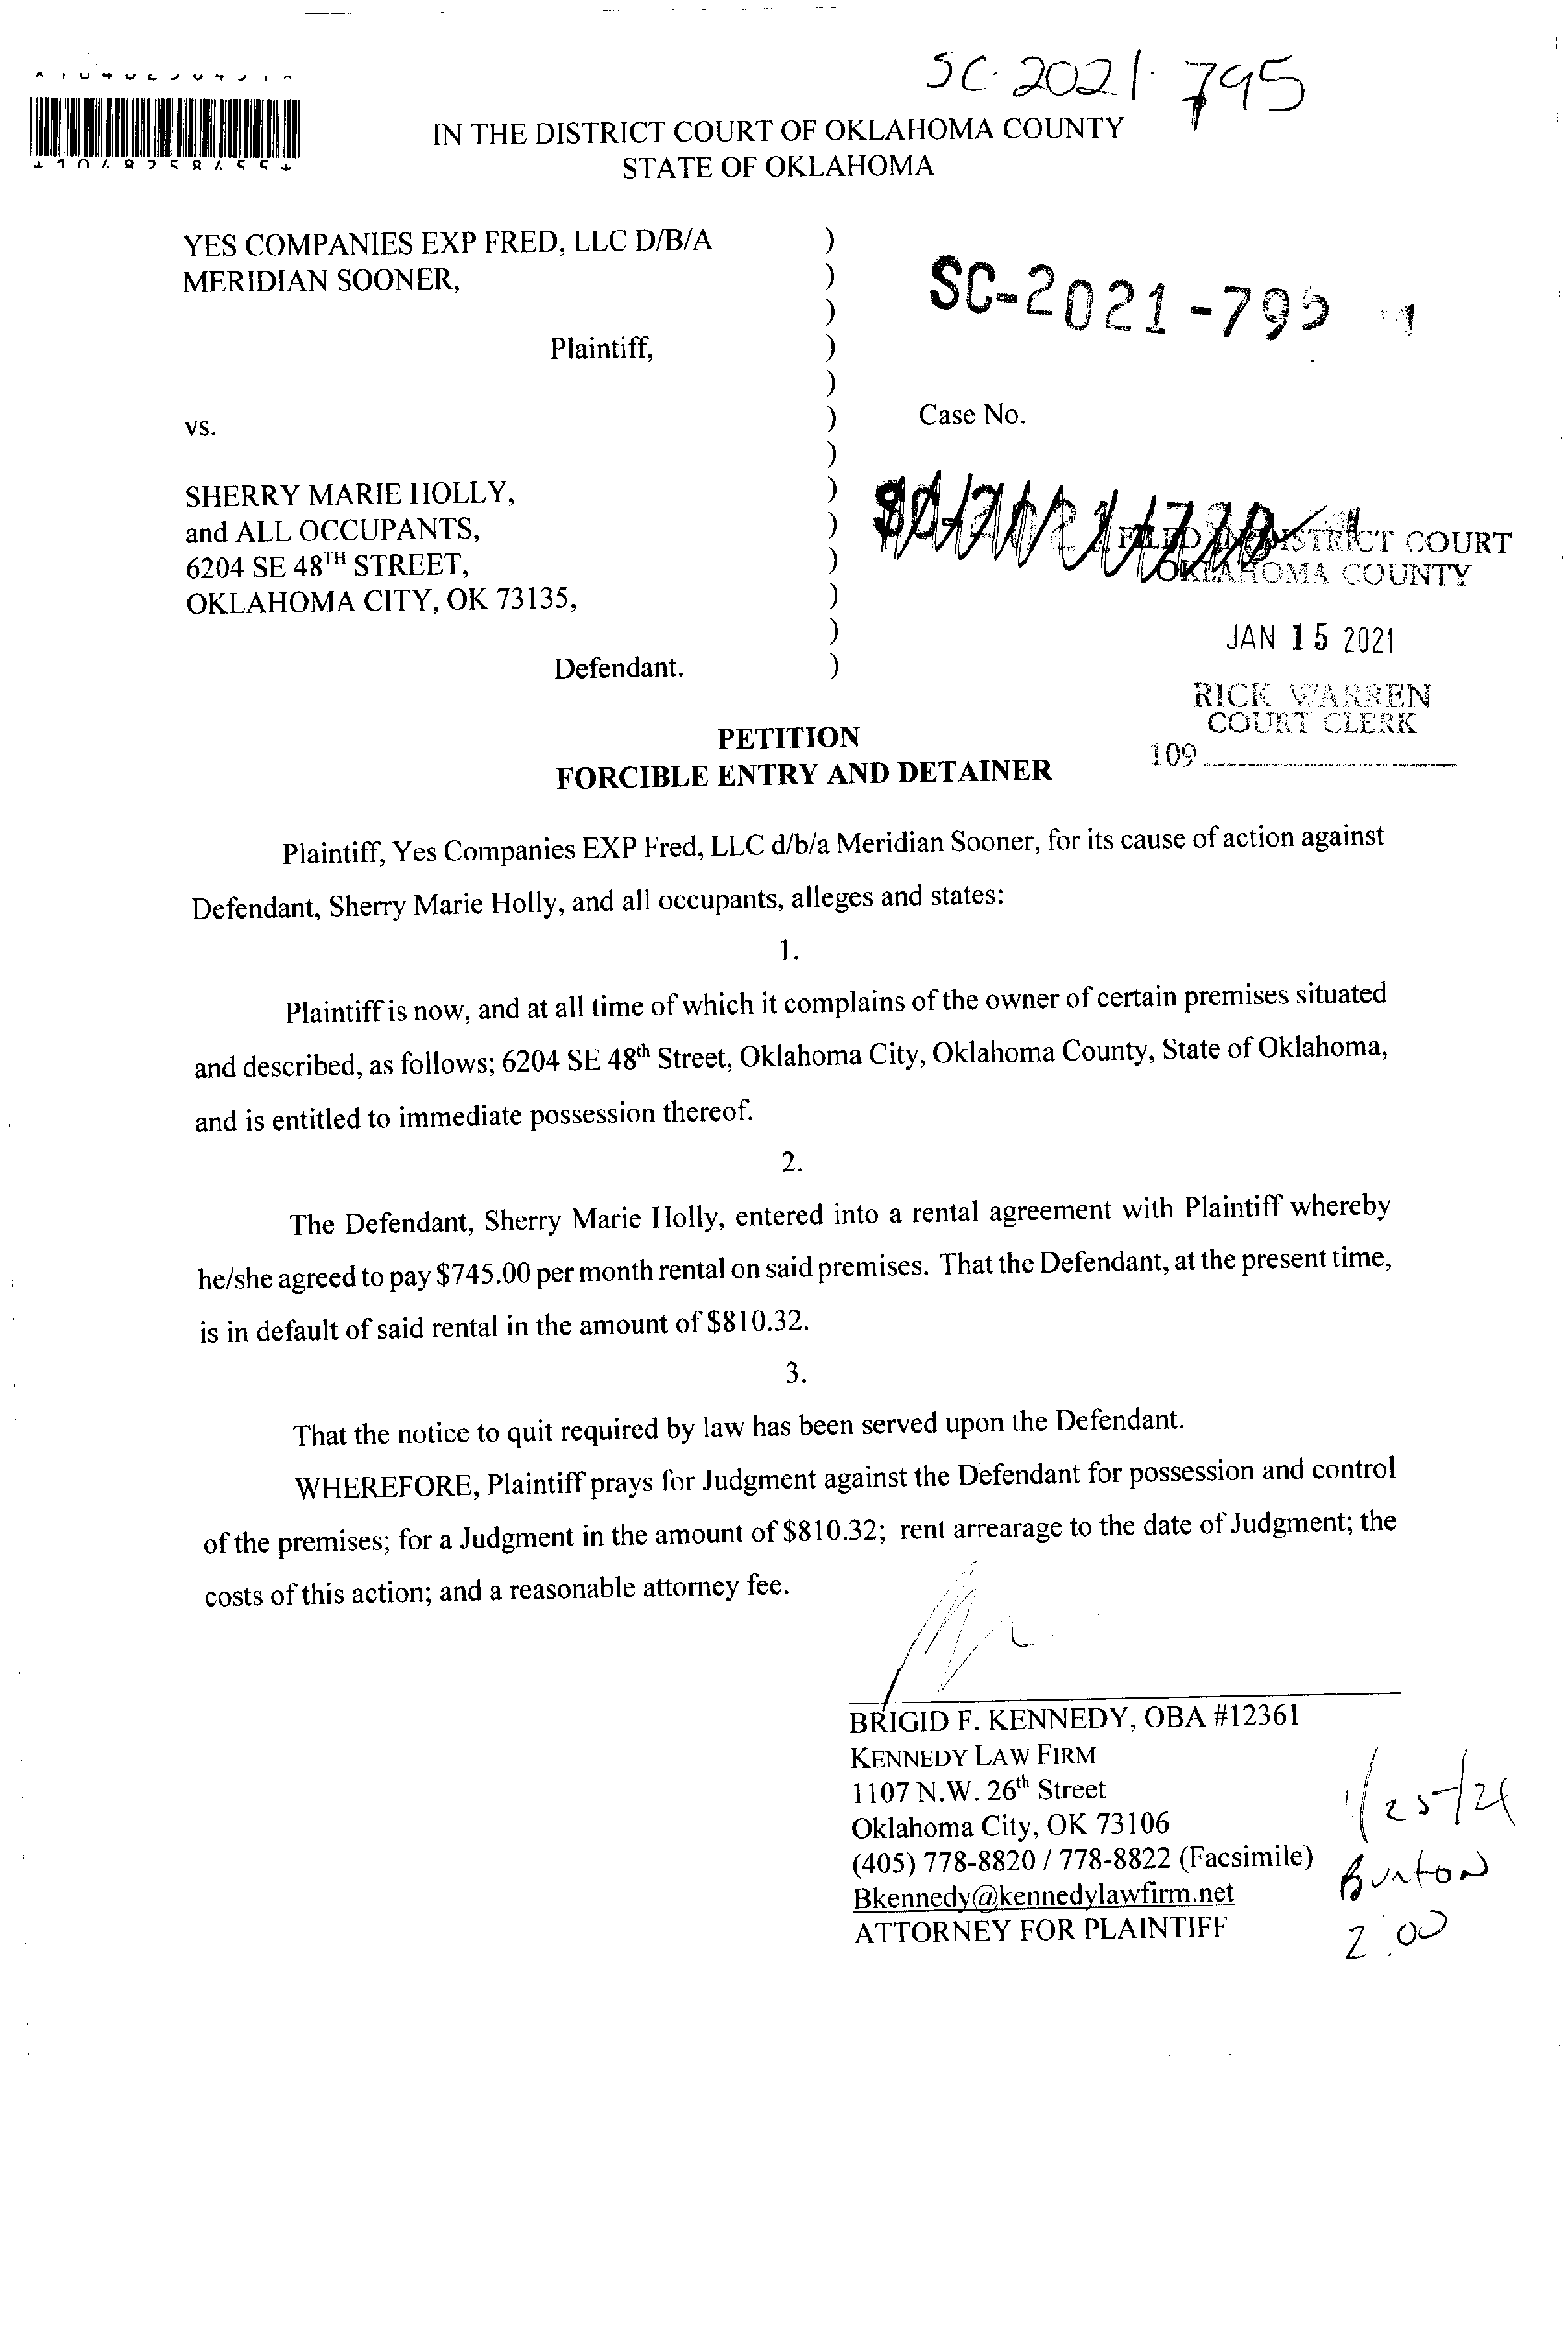 SC-2021-795
IN THE DISTRICT COURT OF OKLAHOMA COUNTY
STATE OF OKLAHOMA
YES COMPANIES EXP FRED, LLC D/B/A )
MERIDIAN SOONER, )
)
SC-2021-795
Plaintiff, )
)
vs. ) Case No.
)
SHERRY MARIE HOLLY, )
and ALL OCCUPANTS, )
6204 SE 48TH STREET, )
OKLAHOMA CITY, OK 73135, )
)
Defendant. )
FILED IN DISTRICT COURT
OKLAHOMA COUNTY
JAN 15 2021
RICK WARREN
COURT CLERK
109
PETITION
FORCIBLE ENTRY AND DETAINER
Plaintiff, Yes Companies EXP Fred, LLC d/b/a Meridian Sooner, for its cause of action against
Defendant, Sherry Marie Holly, and all occupants, alleges and states:
1.
Plaintiff is now, and at all time of which it complains of the owner of certain premises situated
and described, as follows; 6204 SE 48th Street, Oklahoma City, Oklahoma County, State of Oklahoma,
and is entitled to immediate possession thereof.
2.
The Defendant, Sherry Marie Holly, entered into a rental agreement with Plaintiff whereby
he/she agreed to pay $745.00 per month rental on said premises. That the Defendant, at the present time,
is in default of said rental in the amount of $810.32.
3.
That the notice to quit required by law has been served upon the Defendant.
WHEREFORE, Plaintiff prays for Judgment against the Defendant for possession and control
of the premises; for a Judgment in the amount of $810.32; rent arrearage to the date of Judgment; the
costs of this action; and a reasonable attorney fee.
BRIGID F. KENNEDY, OBA #12361
KENNEDY LAW FIRM
1107 N.W. 26th Street
Oklahoma City, OK 73106
(405) 778-8820 / 778-8822 (Facsimile)
Bkennedy@kennedylawfirm.net
ATTORNEY FOR PLAINTIFF
1/25/21
Burton
2:00